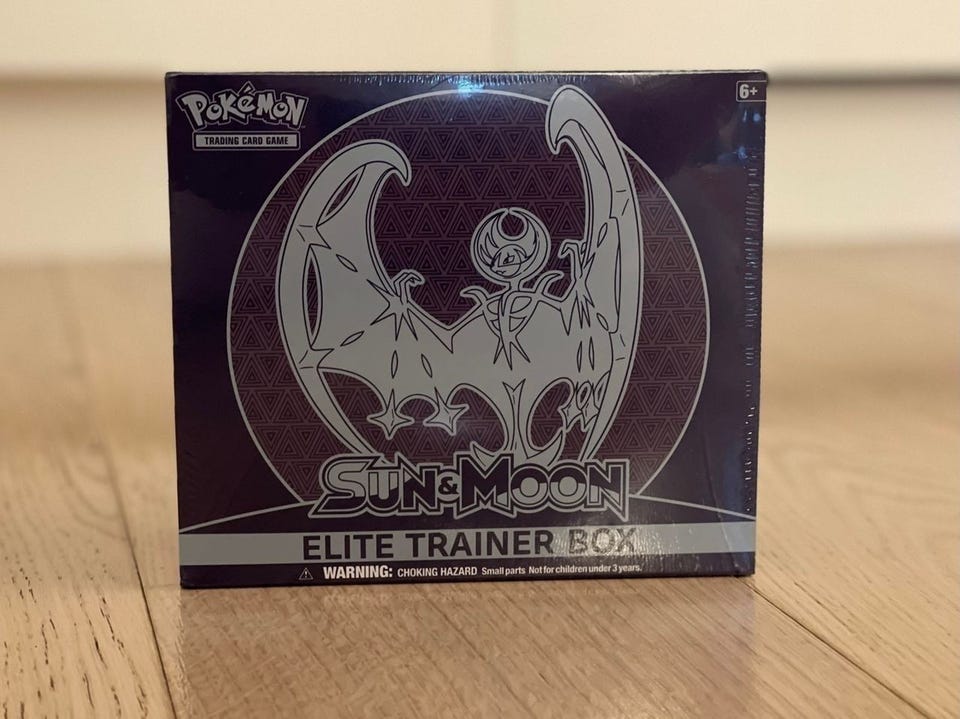 POKéMON
TRADING CARD GAME
6+
SUN & MOON
ELITE TRAINER BOX
WARNING: CHOKING HAZARD Small parts Not for children under 3 years.